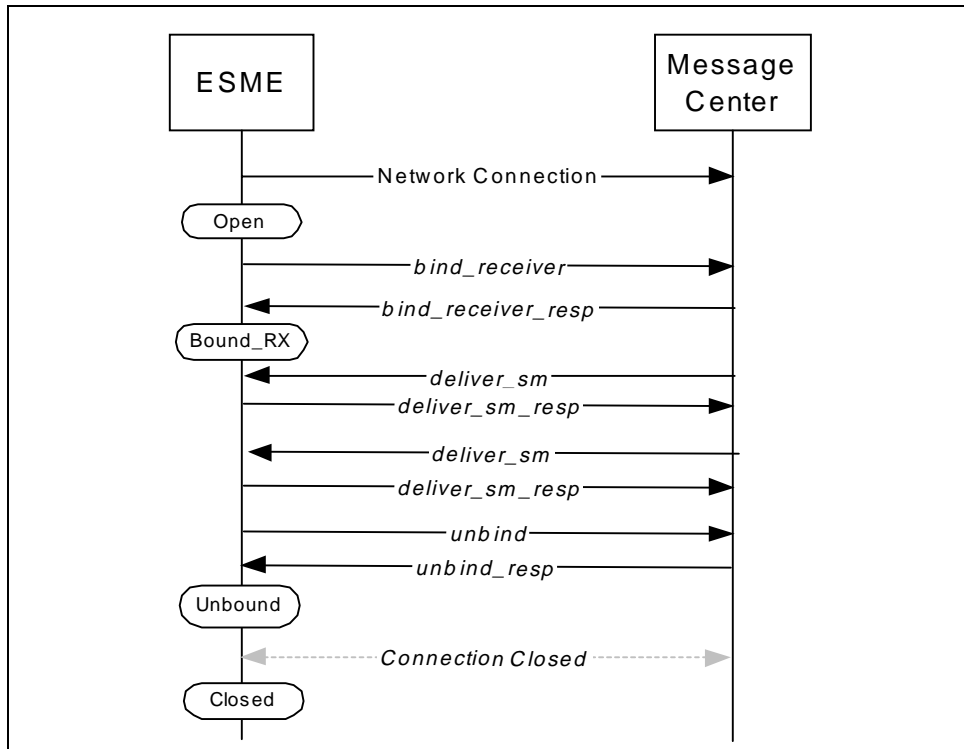 ESME
Message
Center
Network Connection
Open
bind_receiver
bind_receiver_resp
Bound_RX
deliver_sm
deliver_sm_resp
deliver_sm
deliver_sm_resp
unbind
unbind_resp
Unbound
Connection Closed
Closed